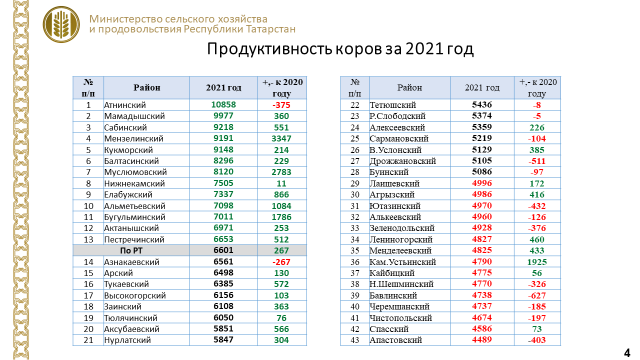 Министерство сельского хозяйства
и продовольствия Республики Татарстан
Продуктивность коров за 2021 год
№ п/п Район 2021 год +,- к 2020 году
1 Атнинский 10858 -375
2 Мамадышский 9977 360
3 Сабинский 9218 551
4 Мензелинский 9191 3347
5 Кукморский 9148 214
6 Балтасинский 8296 229
7 Муслюмовский 8120 2783
8 Нижнекамский 7505 11
9 Елабужский 7337 866
10 Альметьевский 7098 1084
11 Бугульминский 7011 1786
12 Актанышский 6971 253
13 Пестречинский 6653 512
По РТ 6601 267
14 Азнакаевский 6561 -267
15 Арский 6498 130
16 Тукаевский 6385 572
17 Высокогорский 6156 103
18 Заинский 6108 363
19 Тюлячинский 6050 76
20 Аксубаевский 5851 566
21 Нурлатский 5847 304
№ п/п Район 2021 год +,- к 2020 году
22 Тетюшский 5436 -8
23 Р.Слободский 5374 -5
24 Алексеевский 5359 226
25 Сармановский 5219 -104
26 В.Услонский 5129 385
27 Дрожжановский 5105 -511
28 Буинский 5086 -97
29 Лаишевский 4996 172
30 Агрызский 4986 416
31 Ютазинский 4970 -432
32 Алькеевский 4960 -126
33 Зеленодольский 4928 -376
34 Лениногорский 4827 460
35 Менделеевский 4825 433
36 Кам.Устьинский 4790 1925
37 Кайбицкий 4775 56
38 Н.Шешминский 4770 -326
39 Бавлинский 4738 -627
40 Черемшанский 4737 -185
41 Чистопольский 4674 -197
42 Спасский 4586 73
43 Апастовский 4489 -403
4